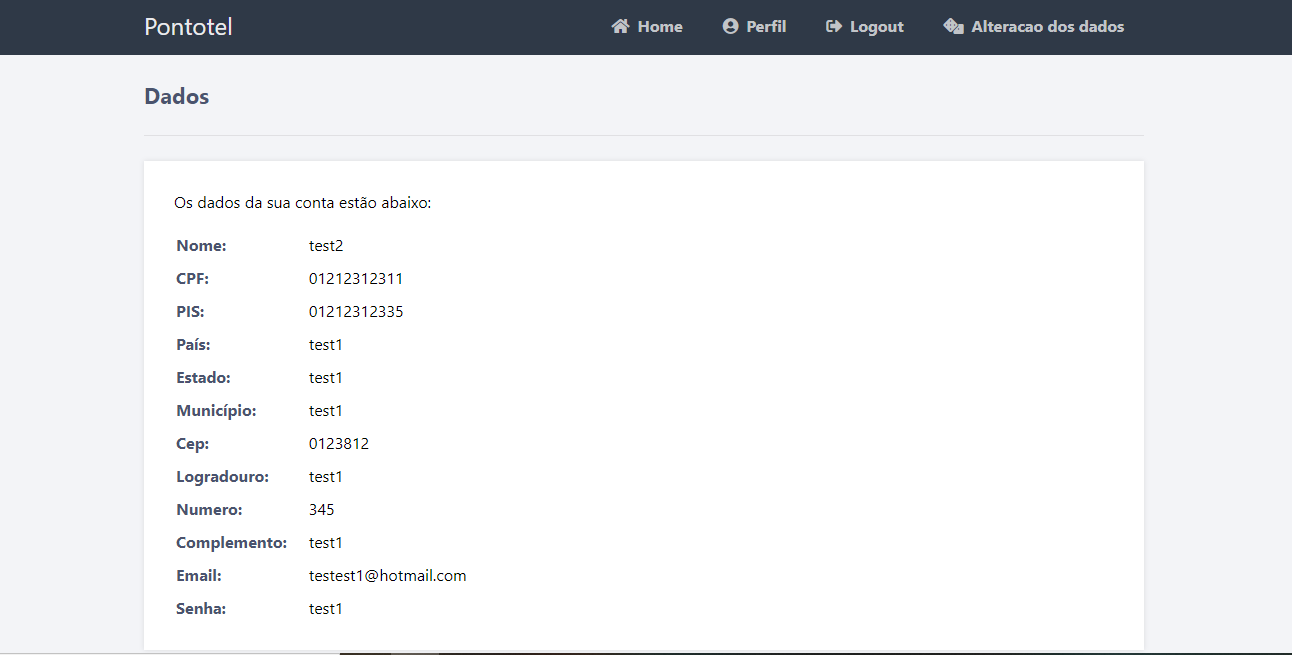 Pontotel Home Perfil Logout Alteracao dos dados
Dados
Os dados da sua conta estão abaixo:
Nome: test2
CPF: 01212312311
PIS: 01212312335
País: test1
Estado: test1
Município: test1
Cep: 0123812
Logradouro: test1
Numero: 345
Complemento: test1
Email: testest1@hotmail.com
Senha: test1